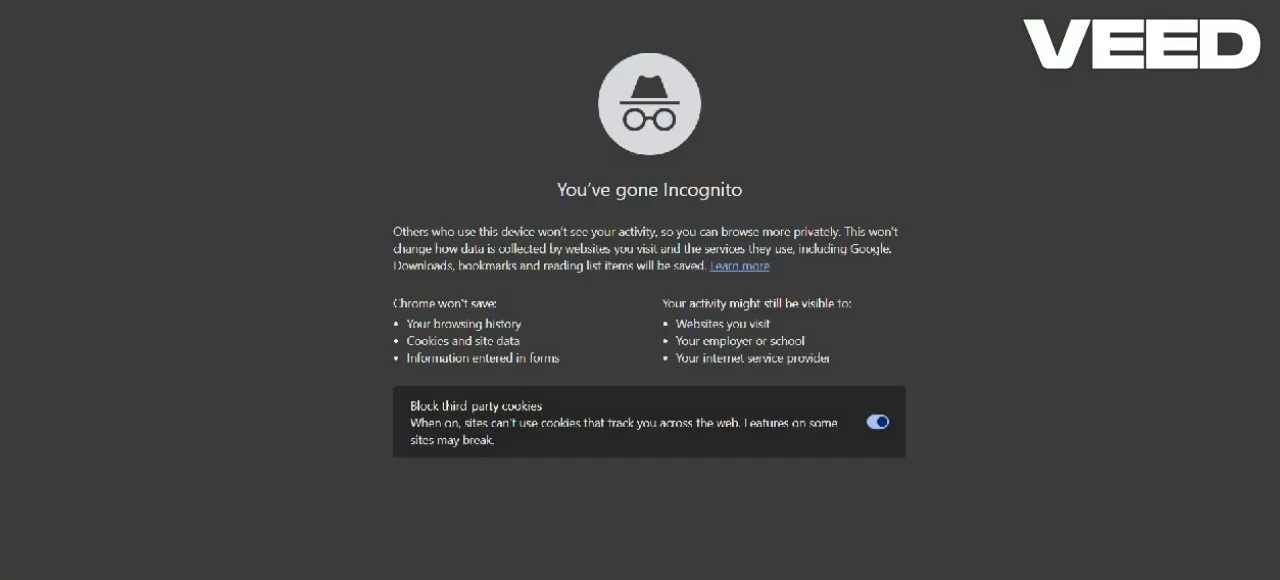 VEED
You've gone Incognito
Others who use this device won't see your activity, so you can browse more privately. This won't
change how data is collected by websites you visit and the services they use, including Google.
Downloads, bookmarks and reading list items will be saved. Learn more
Chrome won't save:
• Your browsing history
• Cookies and site data
• Information entered in forms
Your activity might still be visible to:
• Websites you visit
• Your employer or school
• Your internet service provider
Block third-party cookies
When on, sites can't use cookies that track you across the web. Features on some
sites may break.